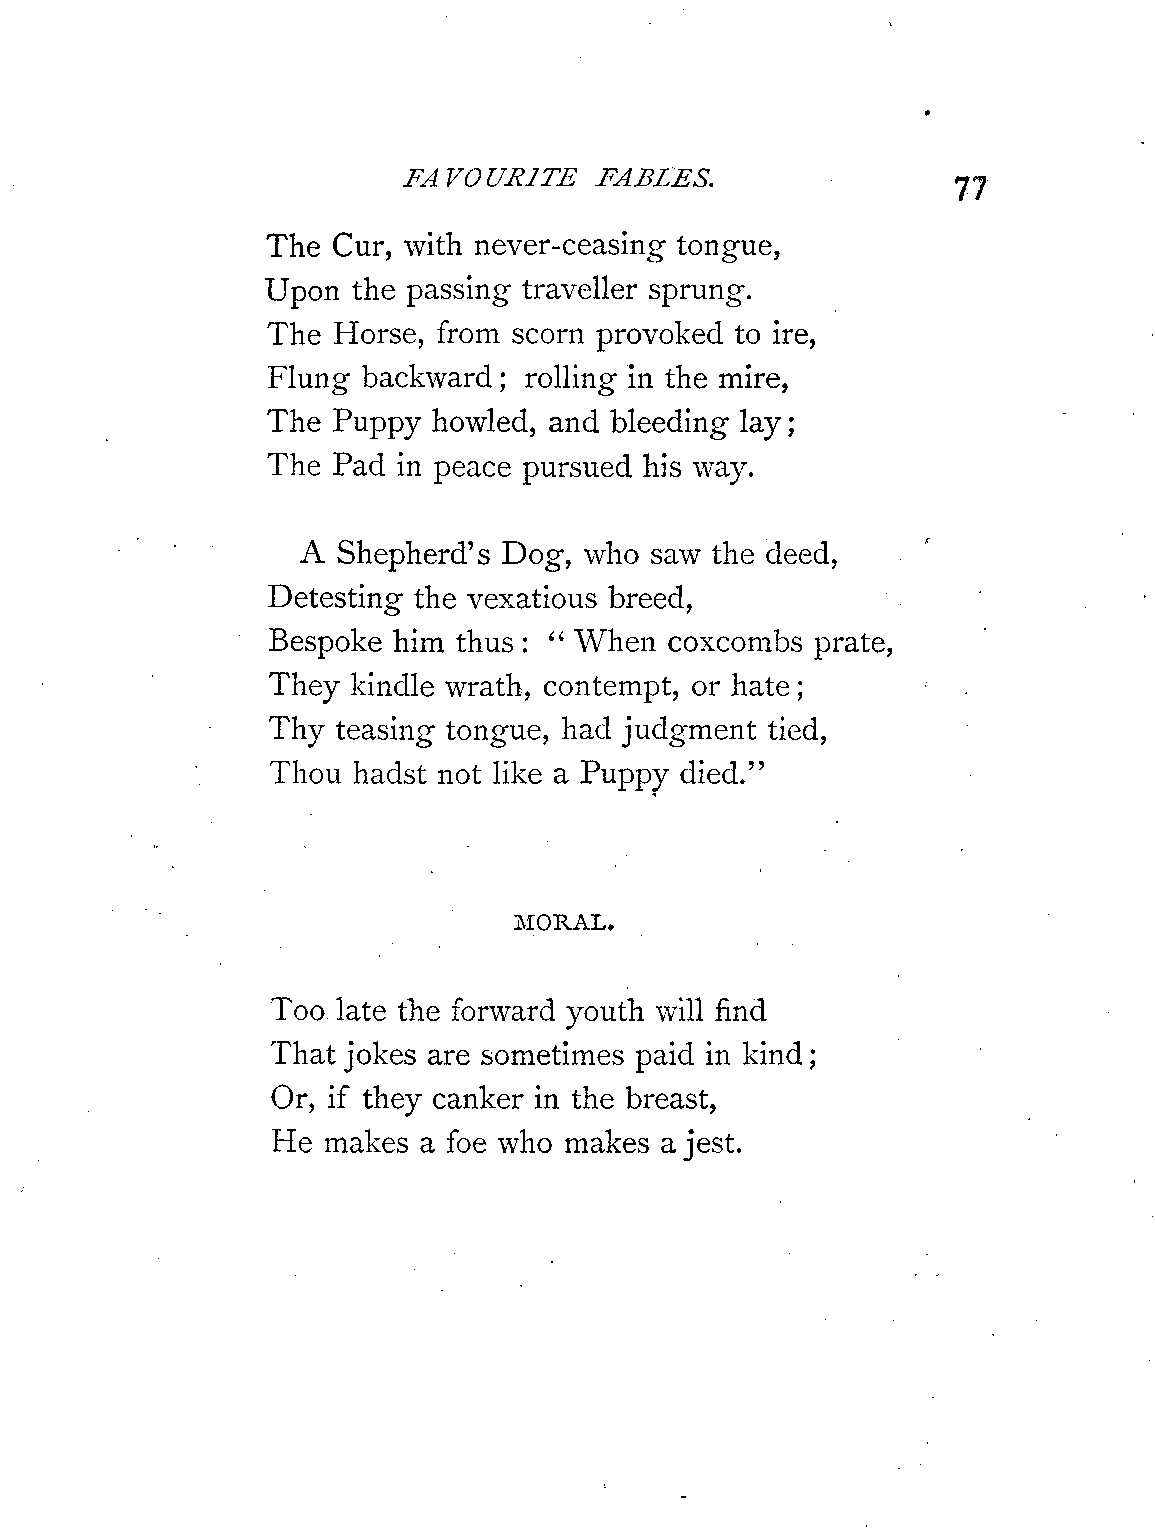 FAVOURITE FABLES. 77
The Cur, with never-ceasing tongue,
Upon the passing traveller sprung.
The Horse, from scorn provoked to ire,
Flung backward; rolling in the mire,
The Puppy howled, and bleeding lay;
The Pad in peace pursued his way.
A Shepherd's Dog, who saw the deed,
Detesting the vexatious breed,
Bespoke him thus: "When coxcombs prate,
They kindle wrath, contempt, or hate;
Thy teasing tongue, had judgment tied,
Thou hadst not like a Puppy died."
MORAL.
Too late the forward youth will find
That jokes are sometimes paid in kind;
Or, if they canker in the breast,
He makes a foe who makes a jest.